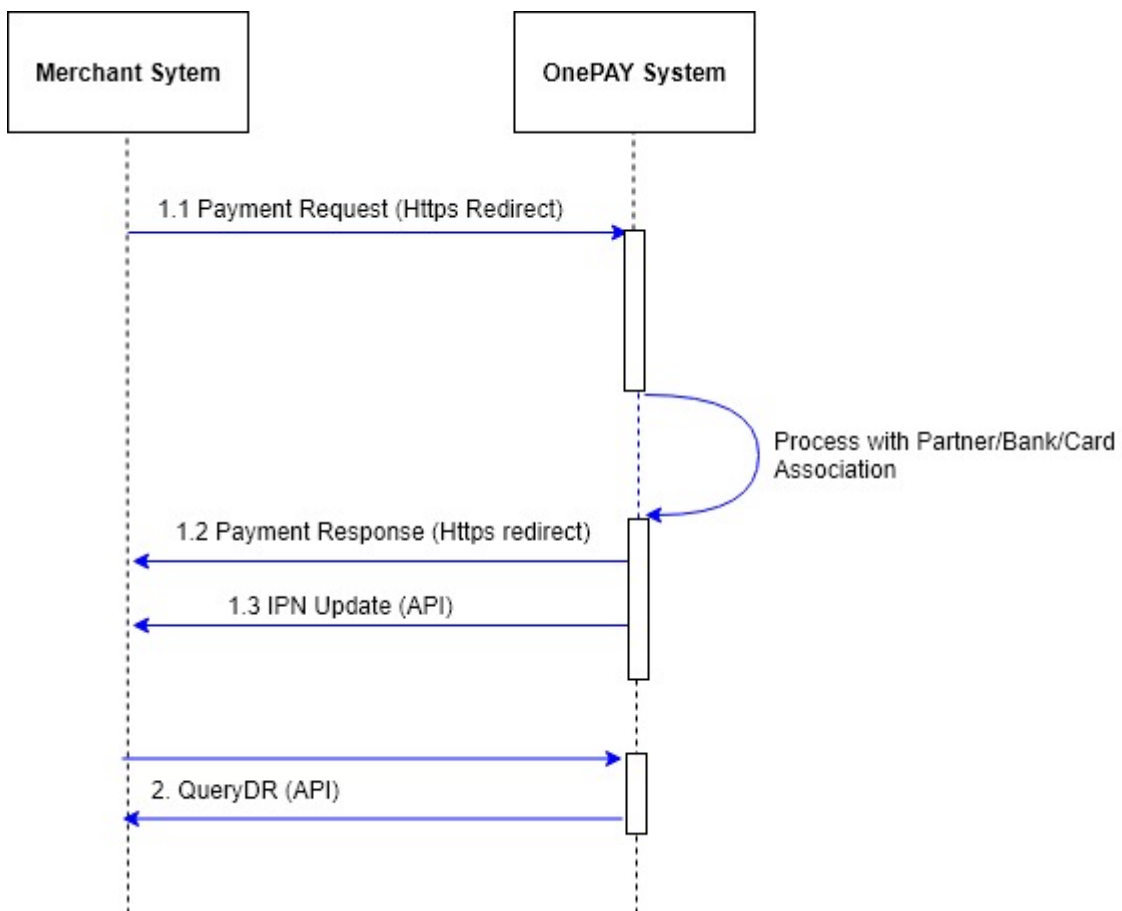 Merchant Sytem
OnePAY System
1.1 Payment Request (Https Redirect)
Process with Partner/Bank/Card
Association
1.2 Payment Response (Https redirect)
1.3 IPN Update (API)
2. QueryDR (API)